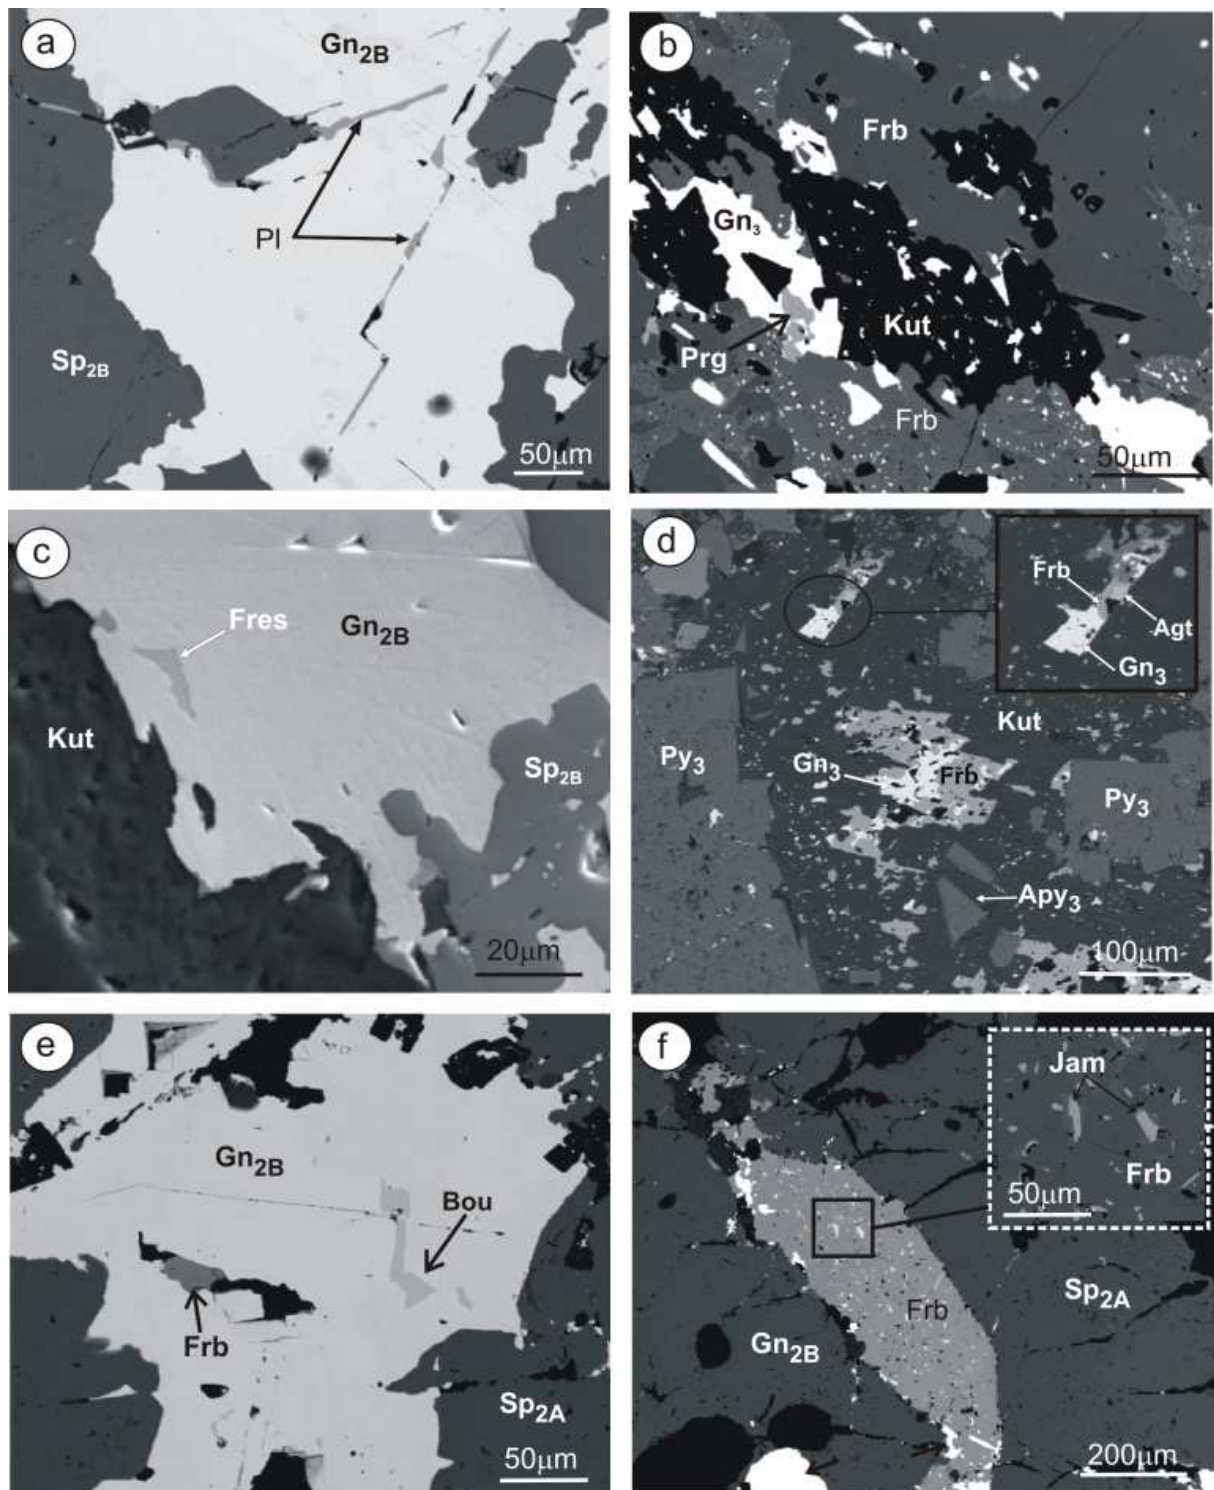 a
Gn2B
Pl
Sp2B
50μm
b
Frb
Gn3
Kut
Prg
Frb
50μm
c
Fres
Gn2B
Kut
Sp2B
20μm
d
Frb
Agt
Gn3
Kut
Py3
Gn3
Frb
Py3
Apy3
100μm
e
Gn2B
Bou
Frb
Sp2A
50μm
f
Jam
Frb
50μm
Sp2A
Frb
Gn2B
200μm